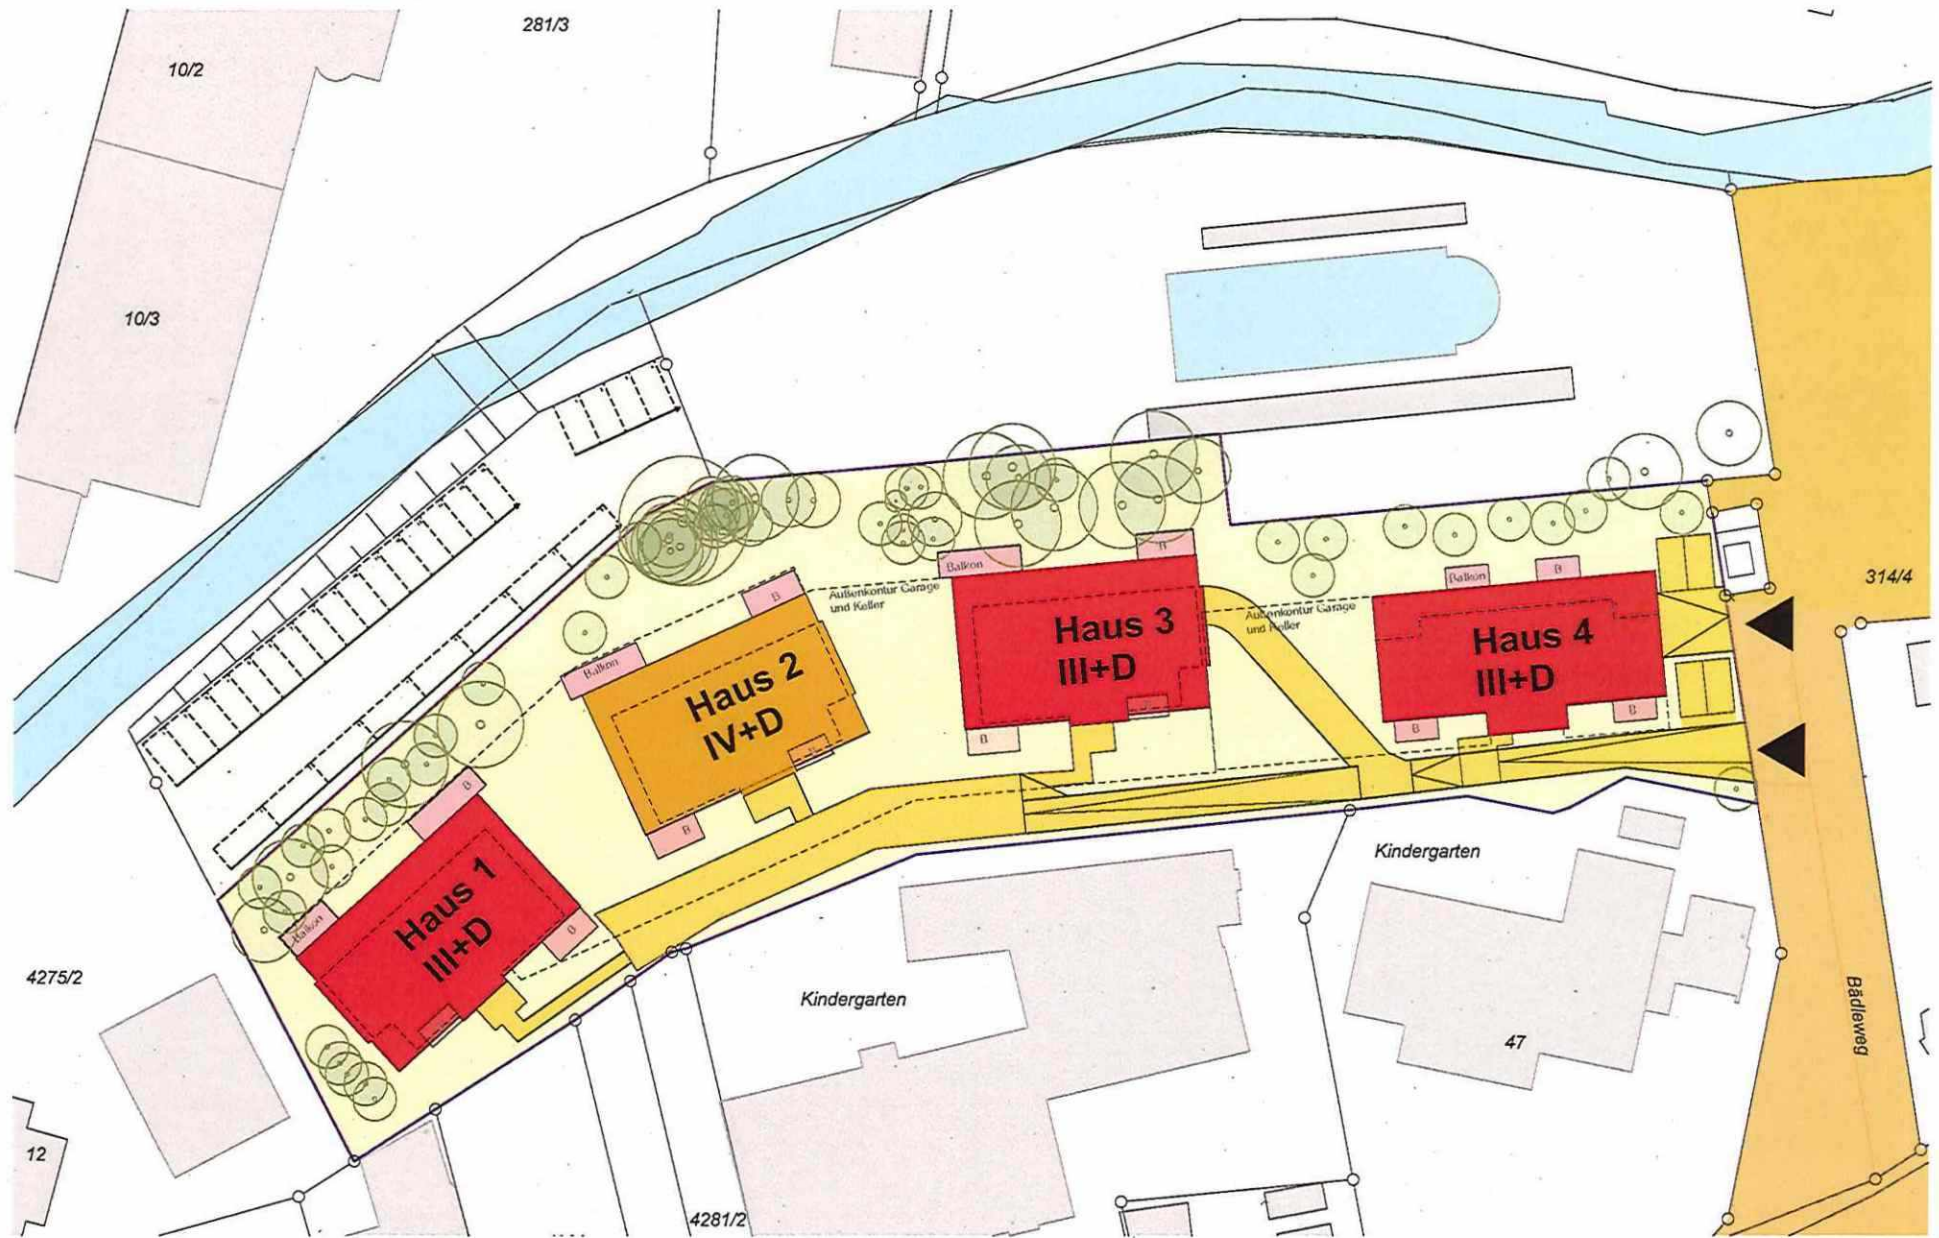 281/3
10/2
10/3
314/4
Balkon
B
Balkon
B
B
Außenkontur Garage
und Keller
Außenkontur Garage
und Keller
Haus 3
III+D
Haus 4
III+D
Balkon
Haus 2
IV+D
B
B
B
B
B
B
Haus 1
III+D
Balkon
B
Kindergarten
Kindergarten
4275/2
47
Bädleweg
12
4281/2